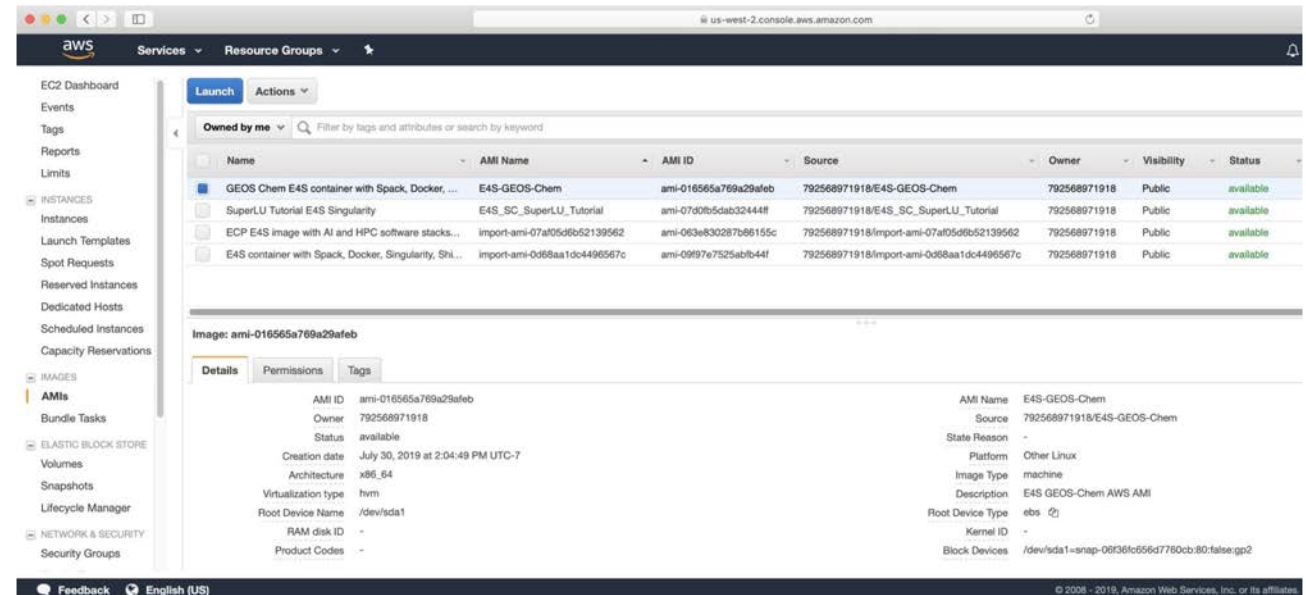 us-west-2.console.aws.amazon.com
aws Services Resource Groups
EC2 Dashboard
Events
Tags
Reports
Limits
INSTANCES
Instances
Launch Templates
Spot Requests
Reserved Instances
Dedicated Hosts
Scheduled Instances
Capacity Reservations
IMAGES
AMIs
Bundle Tasks
ELASTIC BLOCK STORE
Volumes
Snapshots
Lifecycle Manager
NETWORK & SECURITY
Security Groups
Launch Actions
Owned by me Filter by tags and attributes or search by keyword
Name AMI Name AMI ID Source Owner Visibility Status
GEOS Chem E4S container with Spack, Docker, ... E4S-GEOS-Chem ami-016565a769a29afeb 792568971918/E4S-GEOS-Chem 792568971918 Public available
SuperLU Tutorial E4S Singularity E4S_SC_SuperLU_Tutorial ami-07d0fb5dab32444ff 792568971918/E4S_SC_SuperLU_Tutorial 792568971918 Public available
ECP E4S image with AI and HPC software stacks... import-ami-07af05d6b52139562 ami-063e830287b86155c 792568971918/import-ami-07af05d6b52139562 792568971918 Public available
E4S container with Spack, Docker, Singularity, Shi... import-ami-0d68aa1dc4496567c ami-09f97e7525abfb44f 792568971918/import-ami-0d68aa1dc4496567c 792568971918 Public available
Image: ami-016565a769a29afeb
Details Permissions Tags
AMI ID ami-016565a769a29afeb
Owner 792568971918
Status available
Creation date July 30, 2019 at 2:04:49 PM UTC-7
Architecture x86_64
Virtualization type hvm
Root Device Name /dev/sda1
RAM disk ID -
Product Codes -
AMI Name E4S-GEOS-Chem
Source 792568971918/E4S-GEOS-Chem
State Reason -
Platform Other Linux
Image Type machine
Description E4S GEOS-Chem AWS AMI
Root Device Type ebs
Kernel ID -
Block Devices /dev/sda1=snap-06f36fc656d7760cb:80:false:gp2
Feedback English (US)
© 2008 - 2019, Amazon Web Services, Inc. or its affiliates.